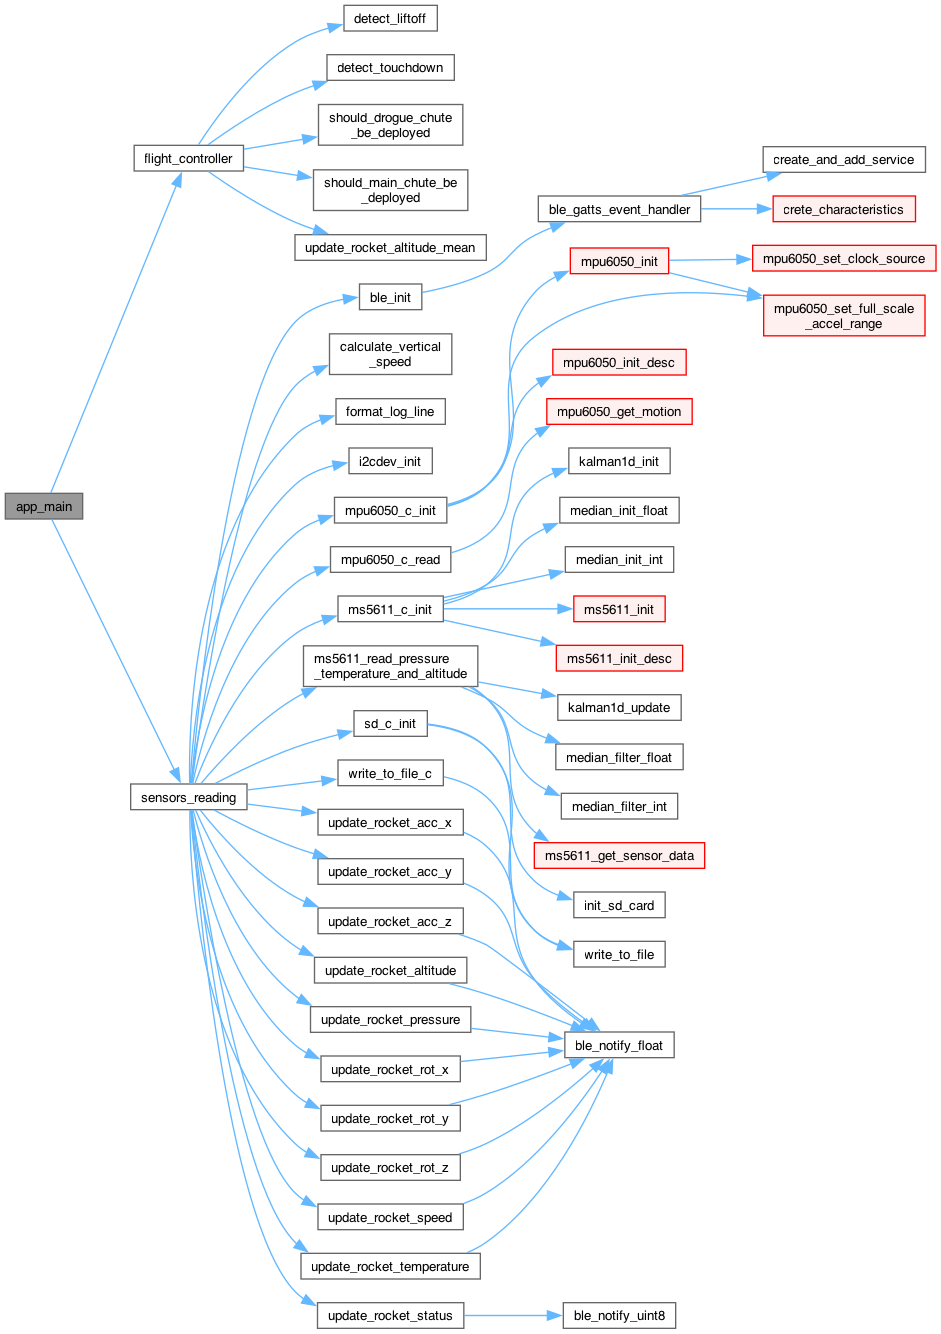 detect_liftoff
detect_touchdown
should_drogue_chute
_be_deployed
flight_controller
should_main_chute_be
_deployed
update_rocket_altitude_mean
create_and_add_service
ble_gatts_event_handler
crete_characteristics
mpu6050_init
mpu6050_set_clock_source
mpu6050_set_full_scale
_accel_range
ble_init
calculate_vertical
_speed
mpu6050_init_desc
format_log_line
mpu6050_get_motion
i2cdev_init
kalman1d_init
app_main
mpu6050_c_init
median_init_float
mpu6050_c_read
median_init_int
ms5611_c_init
ms5611_init
ms5611_read_pressure
_temperature_and_altitude
ms5611_init_desc
kalman1d_update
sd_c_init
median_filter_float
write_to_file_c
sensors_reading
median_filter_int
update_rocket_acc_x
ms5611_get_sensor_data
update_rocket_acc_y
init_sd_card
update_rocket_acc_z
write_to_file
update_rocket_altitude
update_rocket_pressure
ble_notify_float
update_rocket_rot_x
update_rocket_rot_y
update_rocket_rot_z
update_rocket_speed
update_rocket_temperature
update_rocket_status
ble_notify_uint8